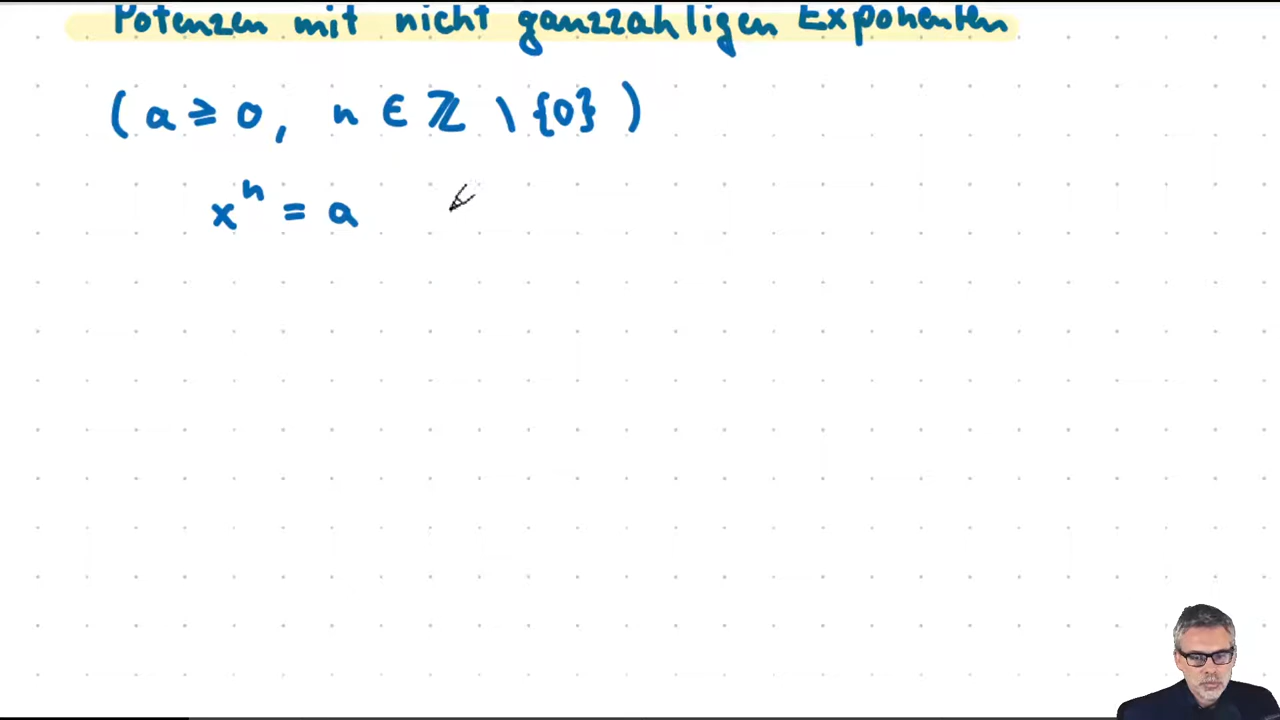 Potenzen mit nicht ganzzahligen Exponenten
( a ≥ 0, n ∈ ℤ \ {0} )
xⁿ = a